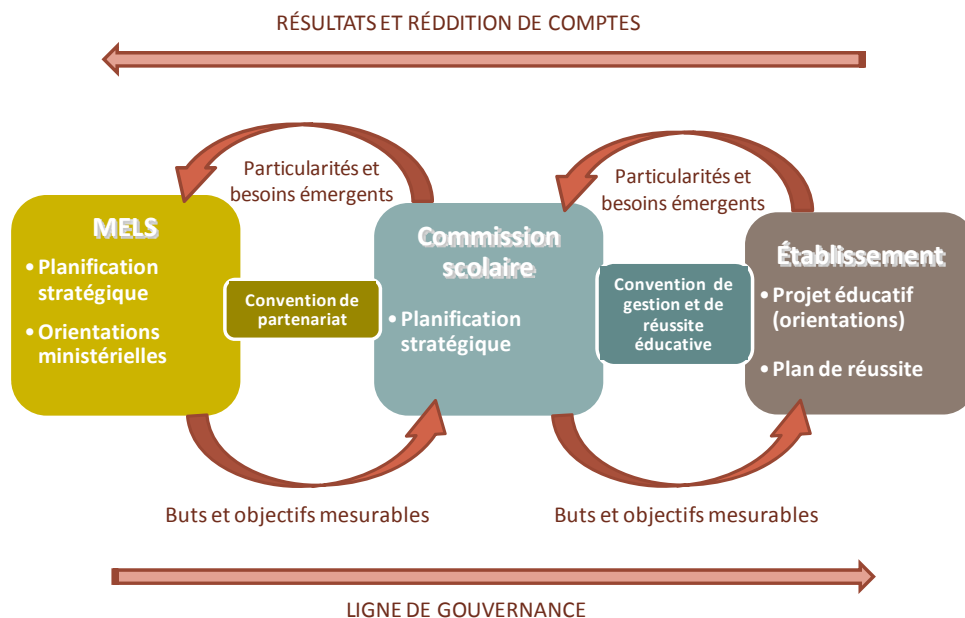 RÉSULTATS ET RÉDDITION DE COMPTES
Particularités et
besoins émergents
Particularités et
besoins émergents
MELS
• Planification
stratégique
• Orientations
ministérielles
Convention de
partenariat
Commission
scolaire
• Planification
stratégique
Convention de
gestion et de
réussite
éducative
Établissement
• Projet éducatif
(orientations)
• Plan de réussite
Buts et objectifs mesurables
Buts et objectifs mesurables
LIGNE DE GOUVERNANCE